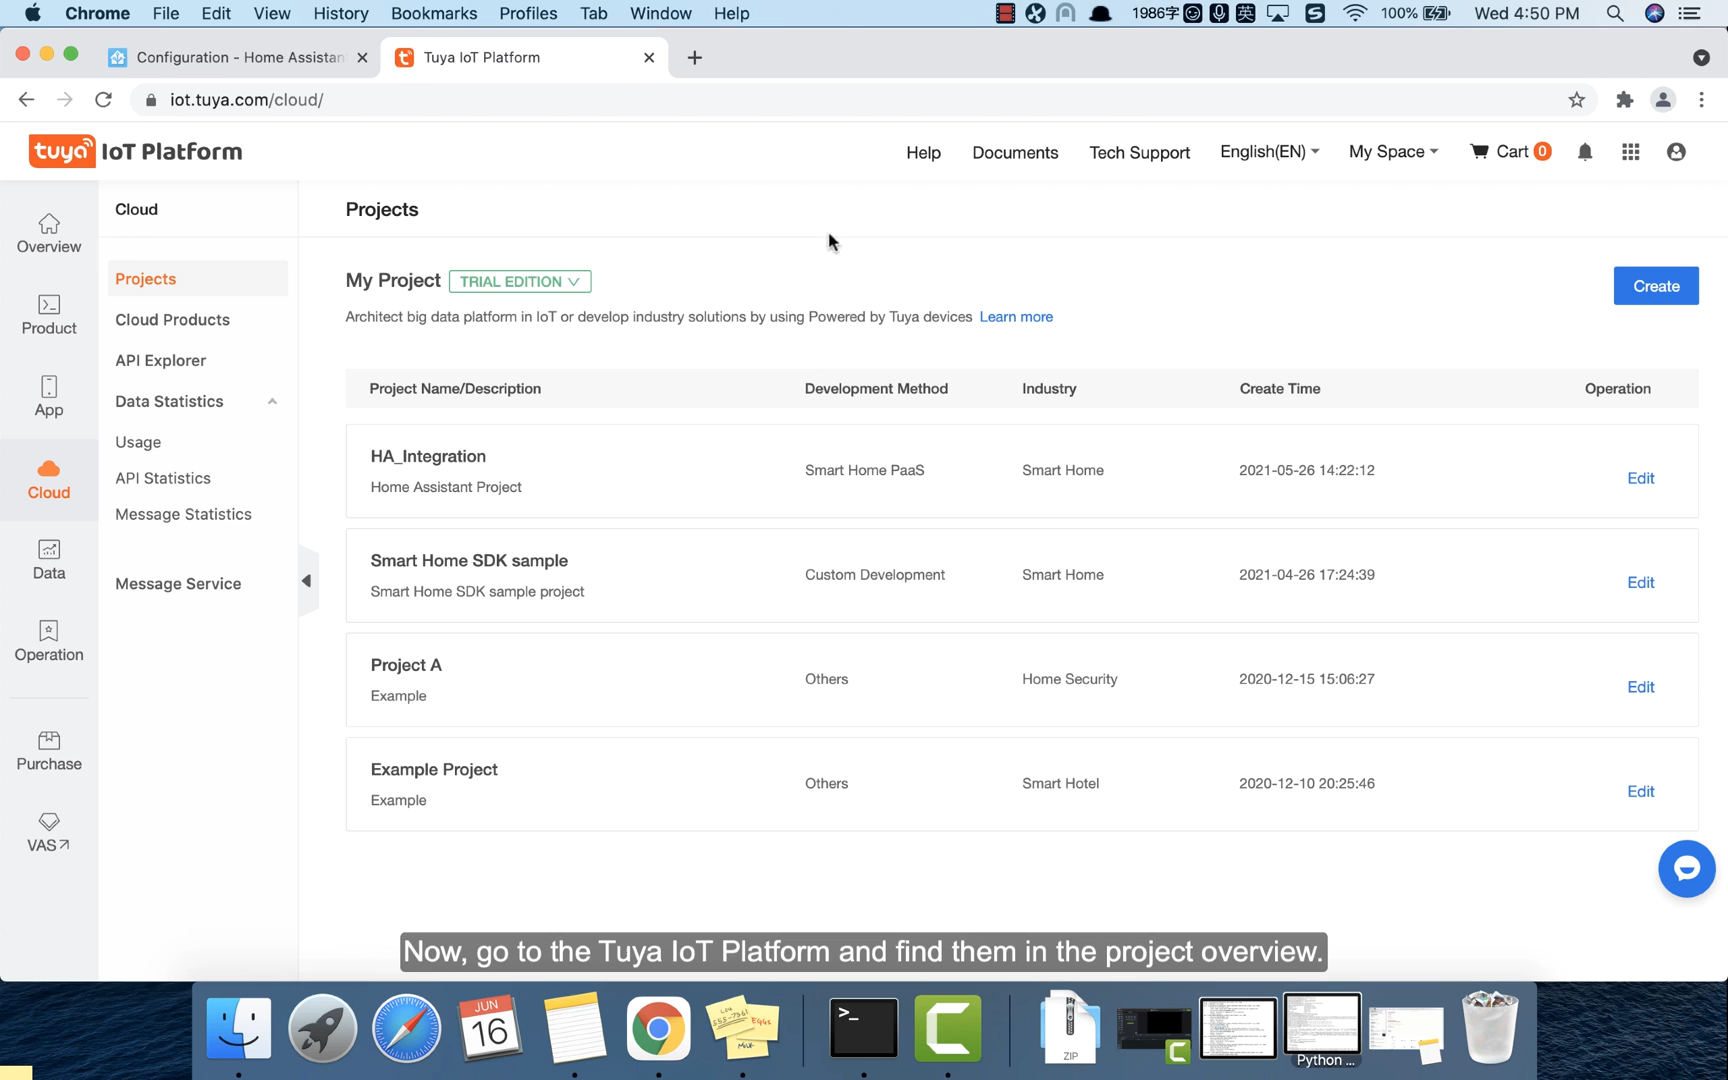 Chrome File Edit View History Bookmarks Profiles Tab Window Help 1986字 英 100% Wed 4:50 PM
Configuration - Home Assistan Tuya IoT Platform
iot.tuya.com/cloud/
tuya IoT Platform Help Documents Tech Support English(EN) My Space Cart 0
Cloud Projects
Overview
Projects My Project TRIAL EDITION Create
Cloud Products Architect big data platform in IoT or develop industry solutions by using Powered by Tuya devices Learn more
Product
API Explorer
Project Name/Description Development Method Industry Create Time Operation
Data Statistics
App
Usage
HA_Integration Smart Home PaaS Smart Home 2021-05-26 14:22:12 Edit
Home Assistant Project
API Statistics
Cloud
Message Statistics
Smart Home SDK sample Custom Development Smart Home 2021-04-26 17:24:39 Edit
Smart Home SDK sample project
Data
Message Service
Operation
Project A Others Home Security 2020-12-15 15:06:27 Edit
Example
Purchase
Example Project Others Smart Hotel 2020-12-10 20:25:46 Edit
Example
VAS
Now, go to the Tuya IoT Platform and find them in the project overview.
JUN
16
EGGS
MILK
>_
ZIP
Python ...